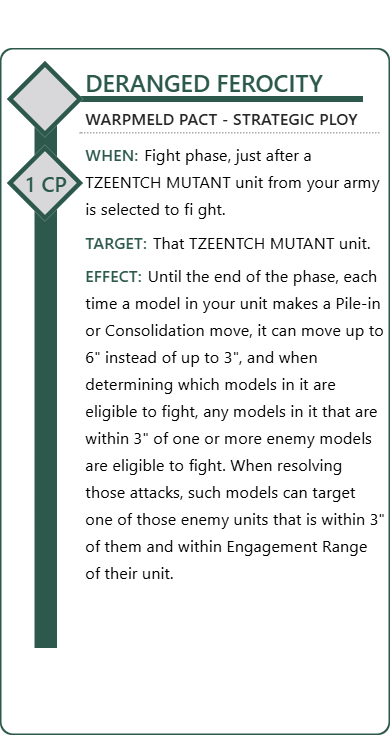 DERANGED FEROCITY
WARPMELD PACT - STRATEGIC PLOY
1 CP
WHEN: Fight phase, just after a
TZEENTCH MUTANT unit from your army
is selected to fi ght.
TARGET: That TZEENTCH MUTANT unit.
EFFECT: Until the end of the phase, each
time a model in your unit makes a Pile-in
or Consolidation move, it can move up to
6" instead of up to 3", and when
determining which models in it are
eligible to fight, any models in it that are
within 3" of one or more enemy models
are eligible to fight. When resolving
those attacks, such models can target
one of those enemy units that is within 3"
of them and within Engagement Range
of their unit.